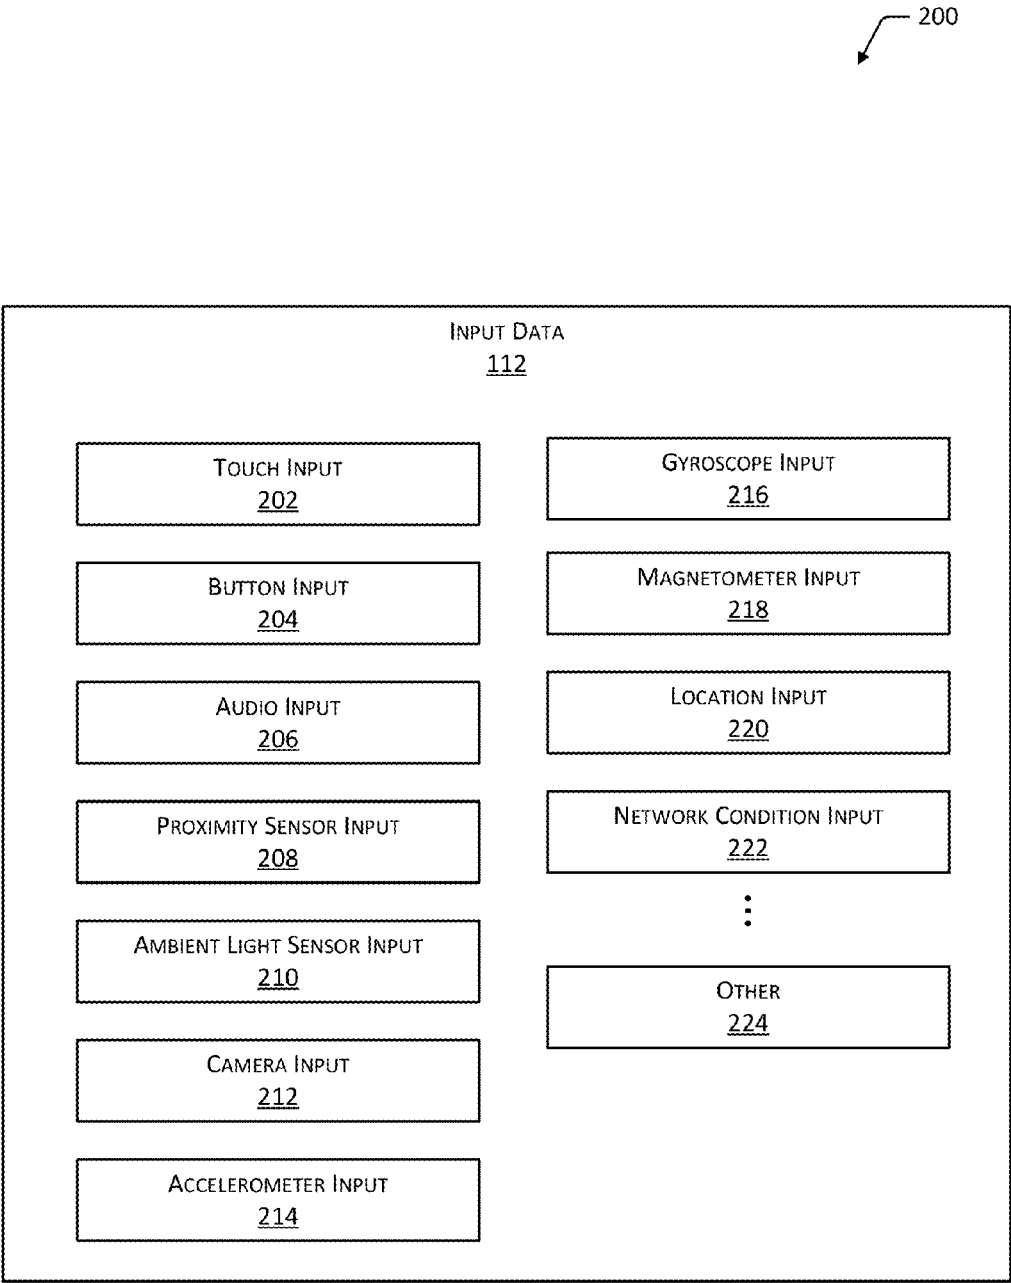 200
INPUT DATA
112
TOUCH INPUT
202
BUTTON INPUT
204
AUDIO INPUT
206
PROXIMITY SENSOR INPUT
208
AMBIENT LIGHT SENSOR INPUT
210
CAMERA INPUT
212
ACCELEROMETER INPUT
214
GYROSCOPE INPUT
216
MAGNETOMETER INPUT
218
LOCATION INPUT
220
NETWORK CONDITION INPUT
222
OTHER
224